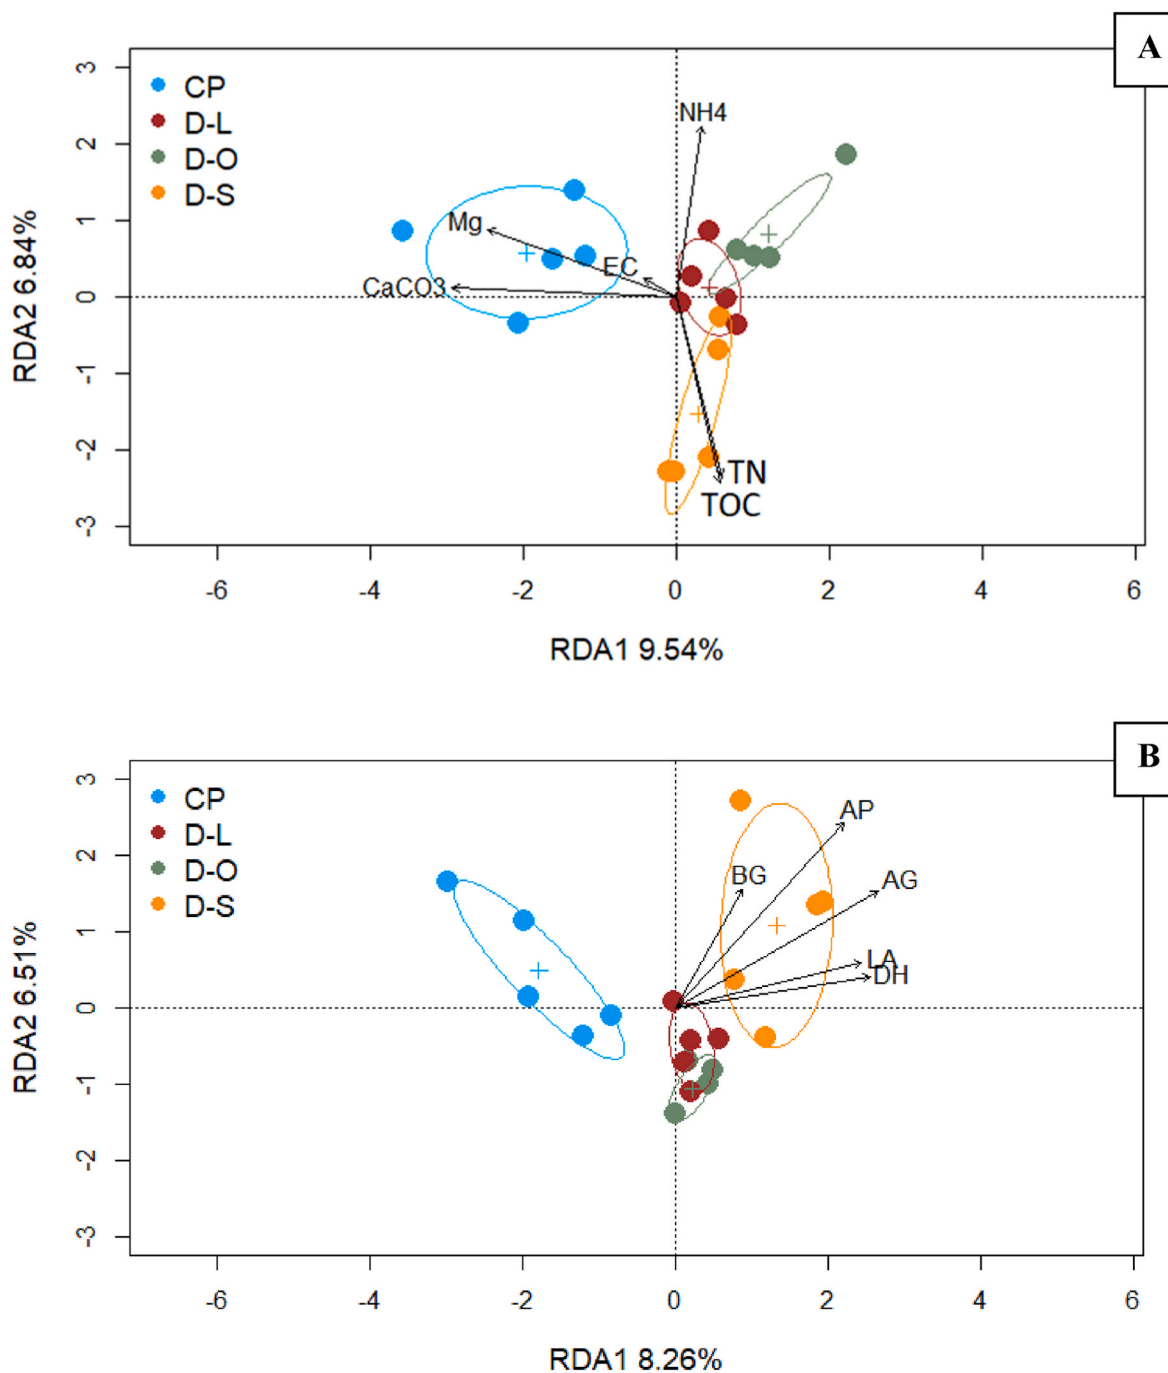 A
CP
D-L
D-O
D-S
3
2
1
0
-1
-2
-3
RDA2 6.84%
NH4
Mg
EC
CaCO3
TN
TOC
-6
-4
-2
0
2
4
6
RDA1 9.54%
B
CP
D-L
D-O
D-S
3
2
1
0
-1
-2
-3
RDA2 6.51%
AP
BG
AG
LA
DH
-6
-4
-2
0
2
4
6
RDA1 8.26%